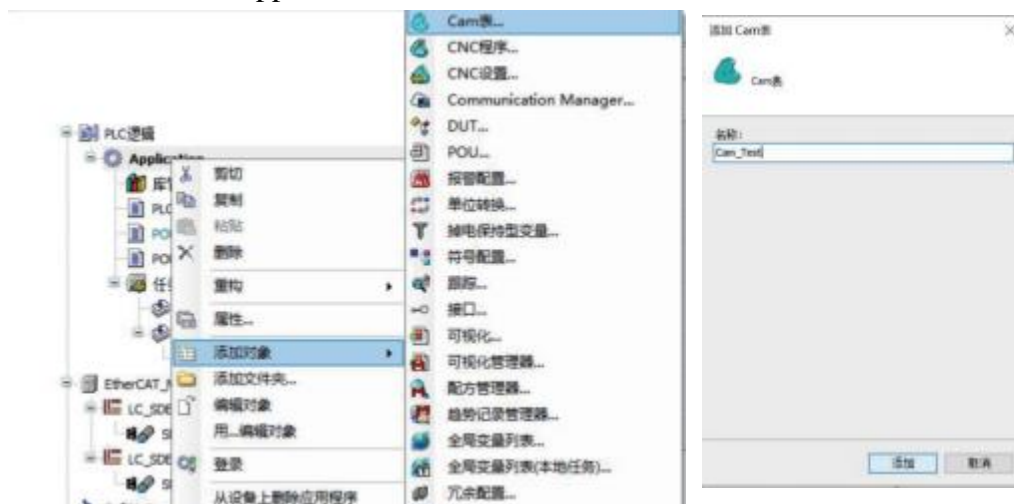 PLC逻辑
Application
任
EtherCAT_M
LC_SDE
LC_SDE
剪切
复制
粘贴
删除
重构
属性...
添加对象
添加文件夹...
编辑对象
用...编辑对象
登录
从设备上删除应用程序
Cam表...
CNC程序...
CNC设置...
Communication Manager...
DUT...
POU...
报警配置...
单位转换...
掉电保持型变量...
符号配置...
跟踪...
接口...
可视化...
可视化管理器...
配方管理器...
趋势记录管理器...
全局变量列表...
全局变量列表(本地任务)...
冗余配置...
添加 Cam表
Cam表
名称:
Cam_Test
添加
取消